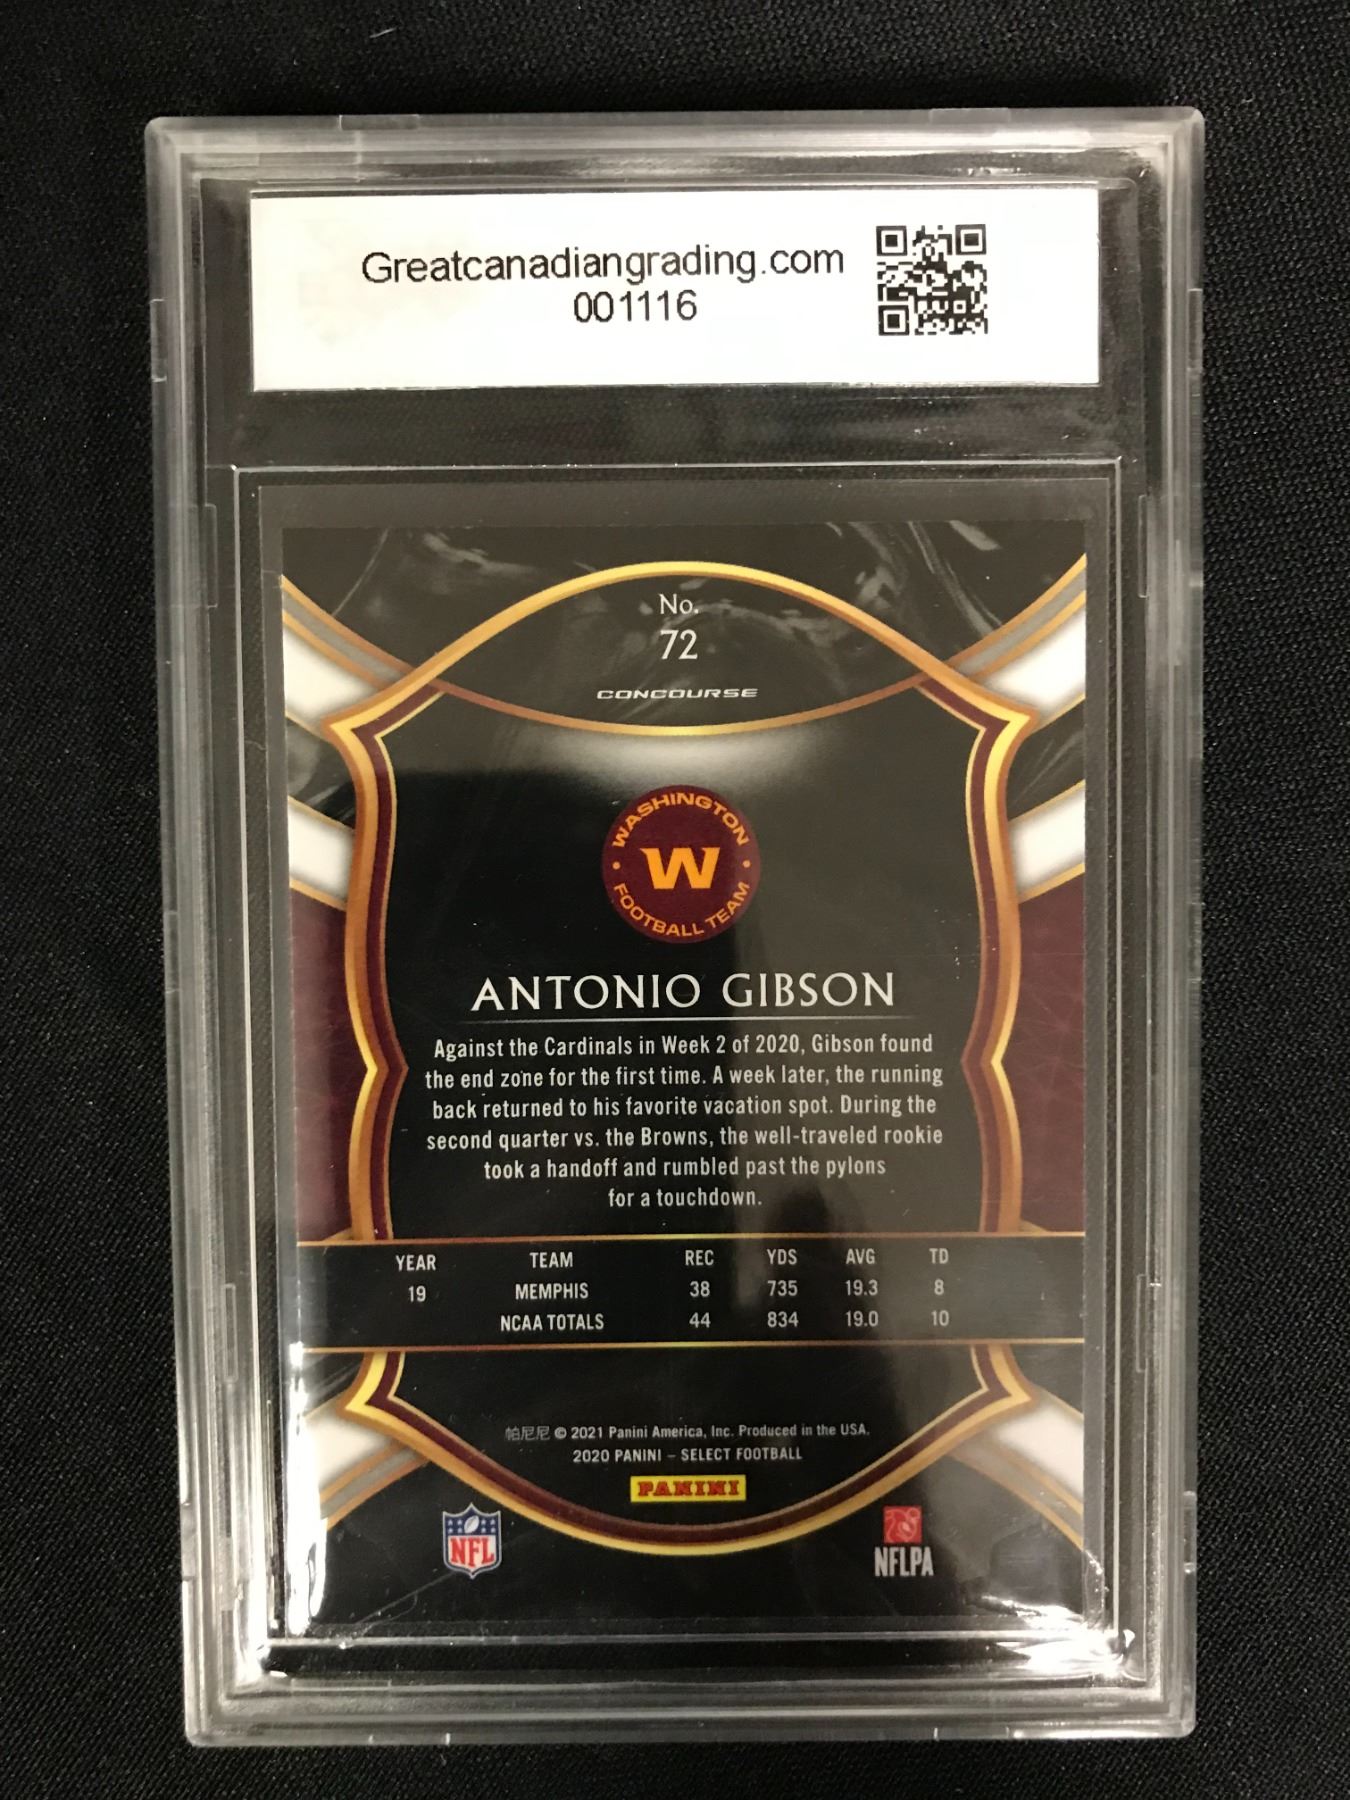 Greatcanadiangrading.com
001116
No.
72
CONCOURSE
WASHINGTON
W
FOOTBALL TEAM
ANTONIO GIBSON
Against the Cardinals in Week 2 of 2020, Gibson found
the end zone for the first time. A week later, the running
back returned to his favorite vacation spot. During the
second quarter vs. the Browns, the well-traveled rookie
took a handoff and rumbled past the pylons
for a touchdown.
YEAR TEAM REC YDS AVG TD
19 MEMPHIS 38 735 19.3 8
NCAA TOTALS 44 834 19.0 10
帕尼尼 © 2021 Panini America, Inc. Produced in the USA.
2020 PANINI – SELECT FOOTBALL
PANINI
NFL
NFLPA